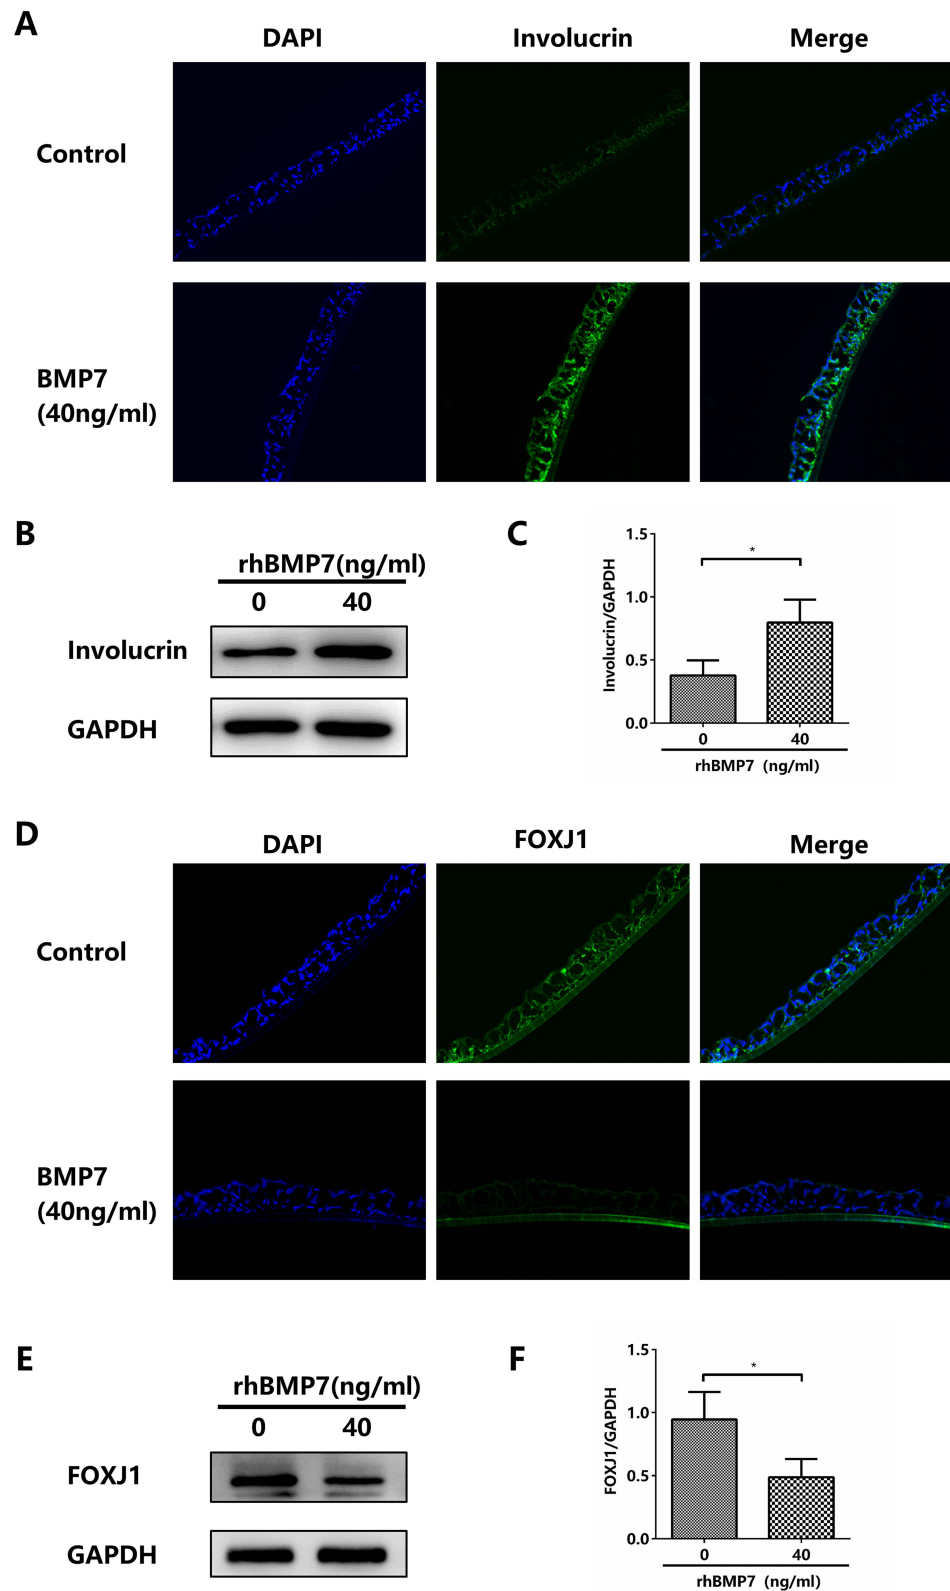 A
DAPI
Involucrin
Merge
Control
BMP7
(40ng/ml)
B
rhBMP7(ng/ml)
0
40
Involucrin
GAPDH
C
1.5
1.0
0.5
0.0
Involucrin/GAPDH
*
0
40
rhBMP7 (ng/ml)
D
DAPI
FOXJ1
Merge
Control
BMP7
(40ng/ml)
E
rhBMP7(ng/ml)
0
40
FOXJ1
GAPDH
F
1.5
1.0
0.5
0.0
FOXJ1/GAPDH
*
0
40
rhBMP7 (ng/ml)